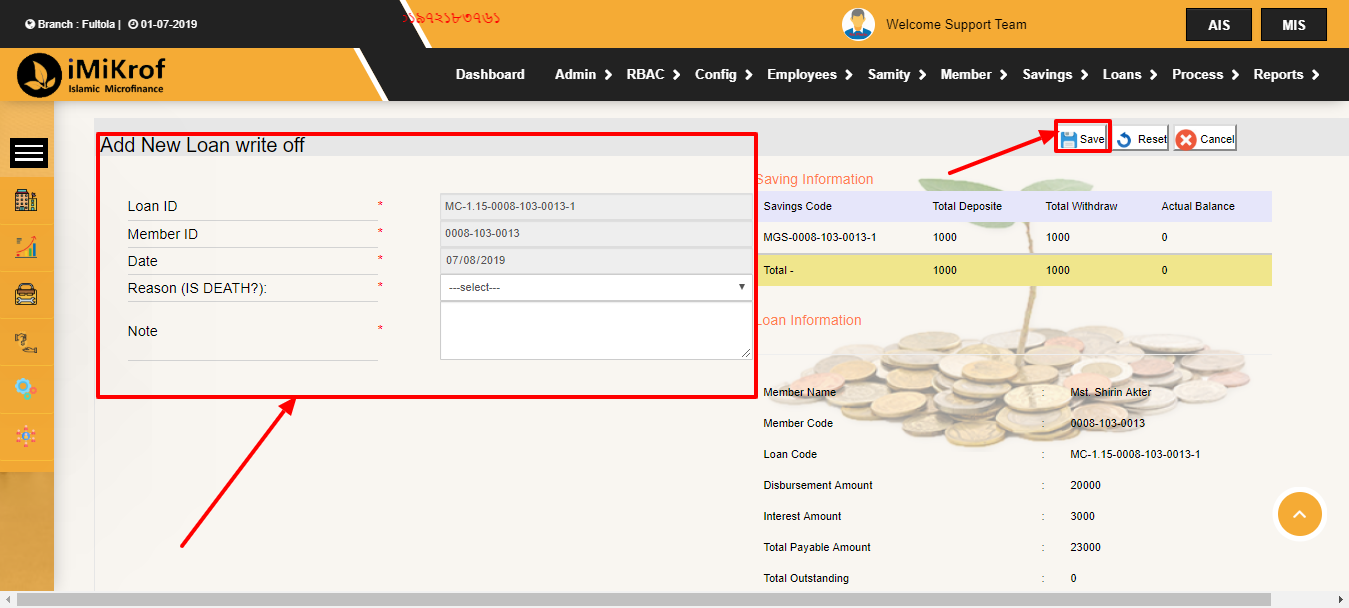 Branch : Fultola | 01-07-2019
Welcome Support Team
AIS
MIS
iMiKrof
Islamic Microfinance
Dashboard Admin RBAC Config Employees Samity Member Savings Loans Process Reports
Add New Loan write off
Save Reset Cancel
Loan ID * MC-1.15-0008-103-0013-1
Member ID * 0008-103-0013
Date * 07/08/2019
Reason (IS DEATH?): * ---select---
Note *
Saving Information
Savings Code Total Deposite Total Withdraw Actual Balance
MGS-0008-103-0013-1 1000 1000 0
Total - 1000 1000 0
Loan Information
Member Name : Mst. Shirin Akter
Member Code : 0008-103-0013
Loan Code : MC-1.15-0008-103-0013-1
Disbursement Amount : 20000
Interest Amount : 3000
Total Payable Amount : 23000
Total Outstanding : 0